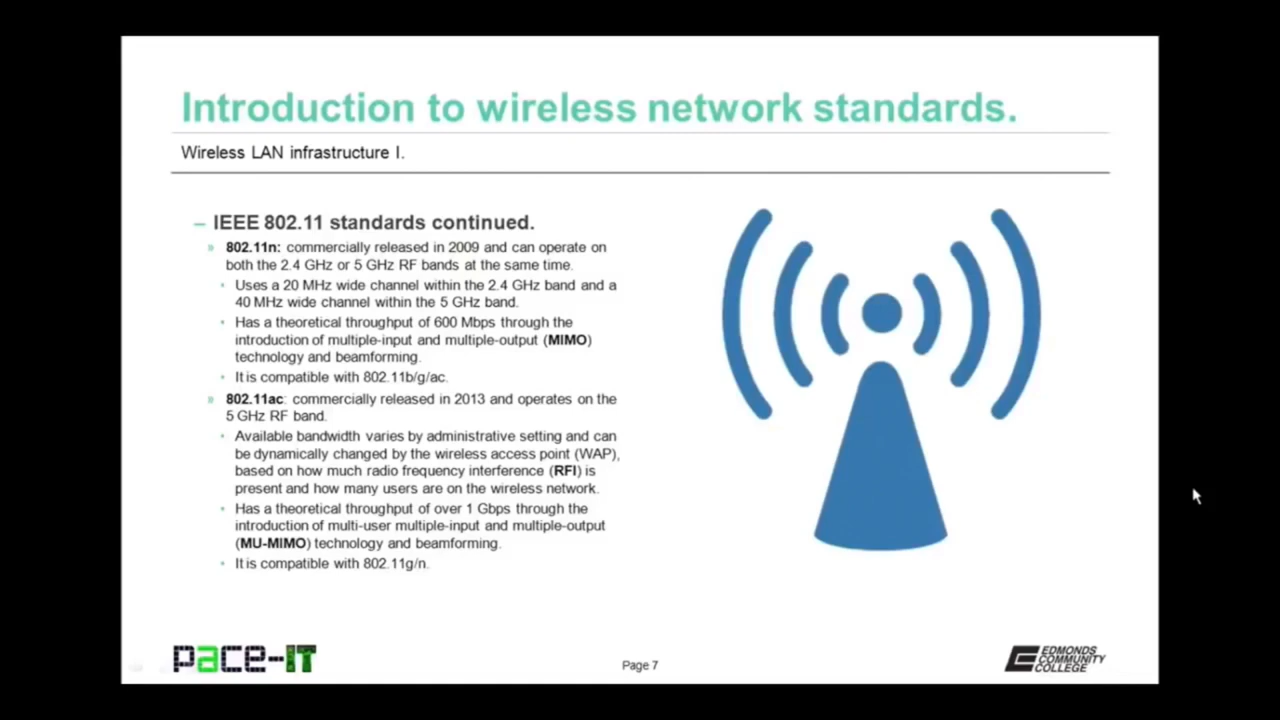 Introduction to wireless network standards.
Wireless LAN infrastructure I.
– IEEE 802.11 standards continued.
» 802.11n: commercially released in 2009 and can operate on
both the 2.4 GHz or 5 GHz RF bands at the same time.
• Uses a 20 MHz wide channel within the 2.4 GHz band and a
40 MHz wide channel within the 5 GHz band.
• Has a theoretical throughput of 600 Mbps through the
introduction of multiple-input and multiple-output (MIMO)
technology and beamforming.
• It is compatible with 802.11b/g/ac.
» 802.11ac: commercially released in 2013 and operates on the
5 GHz RF band.
• Available bandwidth varies by administrative setting and can
be dynamically changed by the wireless access point (WAP),
based on how much radio frequency interference (RFI) is
present and how many users are on the wireless network.
• Has a theoretical throughput of over 1 Gbps through the
introduction of multi-user multiple-input and multiple-output
(MU-MIMO) technology and beamforming.
• It is compatible with 802.11g/n.
pace-IT
Page 7
EDMONDS
COMMUNITY
COLLEGE